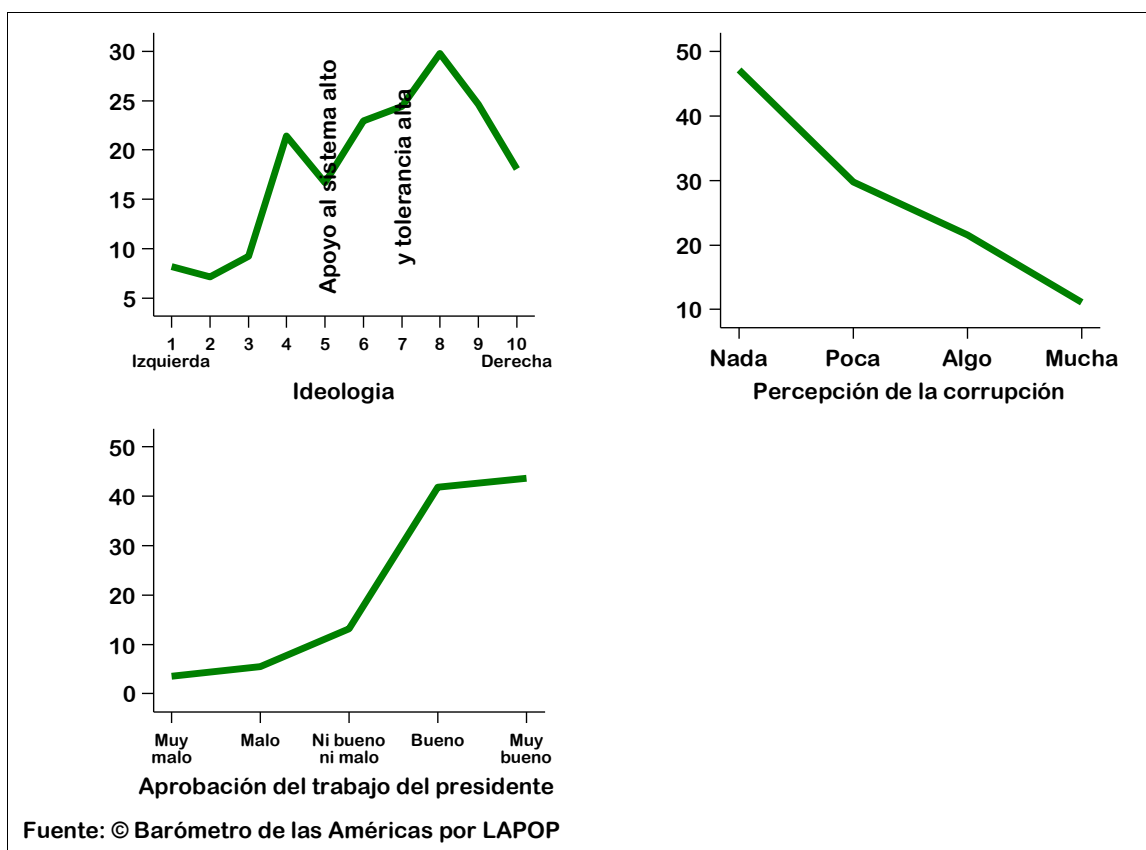 30
25
20
15
10
5
Apoyo al sistema alto
y tolerancia alta
1 2 3 4 5 6 7 8 9 10
Izquierda Derecha
Ideologia
50
40
30
20
10
Nada Poca Algo Mucha
Percepción de la corrupción
50
40
30
20
10
0
Muy Malo Ni bueno Bueno Muy
malo ni malo bueno
Aprobación del trabajo del presidente
Fuente: © Barómetro de las Américas por LAPOP